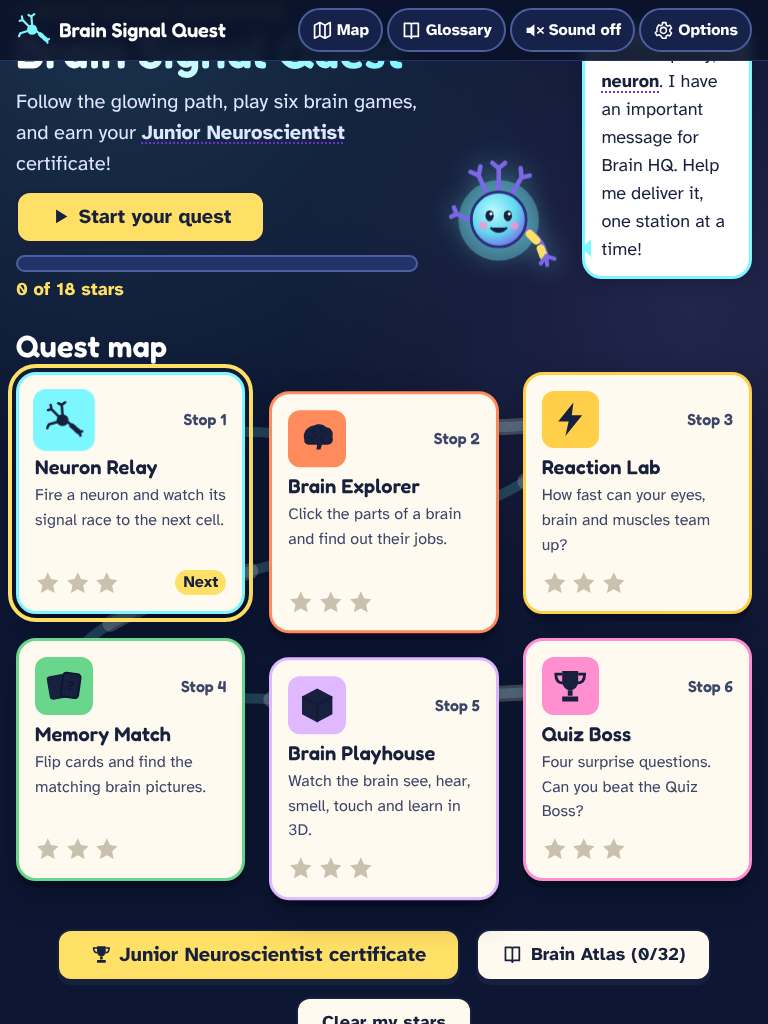 Brain Signal Quest
Map
Glossary
Sound off
Options
Brain Signal Quest
Follow the glowing path, play six brain games,
and earn your Junior Neuroscientist
certificate!
Start your quest
0 of 18 stars
neuron. I have
an important
message for
Brain HQ. Help
me deliver it,
one station at a
time!
Quest map
Stop 1
Neuron Relay
Fire a neuron and watch its
signal race to the next cell.
Next
Stop 2
Brain Explorer
Click the parts of a brain
and find out their jobs.
Stop 3
Reaction Lab
How fast can your eyes,
brain and muscles team
up?
Stop 4
Memory Match
Flip cards and find the
matching brain pictures.
Stop 5
Brain Playhouse
Watch the brain see, hear,
smell, touch and learn in
3D.
Stop 6
Quiz Boss
Four surprise questions.
Can you beat the Quiz
Boss?
Junior Neuroscientist certificate
Brain Atlas (0/32)
Clear my stars